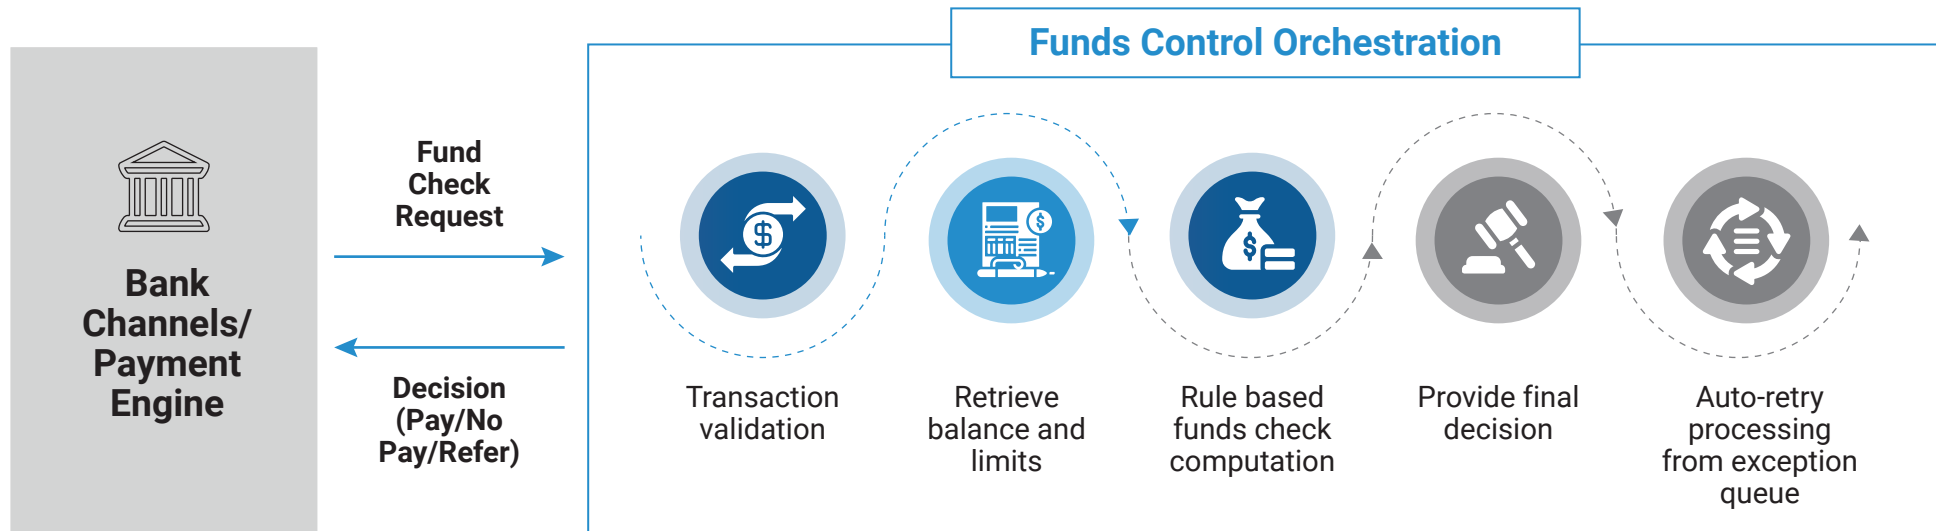 Funds Control Orchestration
Bank
Channels/
Payment
Engine
Fund
Check
Request
Decision
(Pay/No
Pay/Refer)
$
Transaction
validation
$
Retrieve
balance and
limits
$
Rule based
funds check
computation
Provide final
decision
Auto-retry
processing
from exception
queue